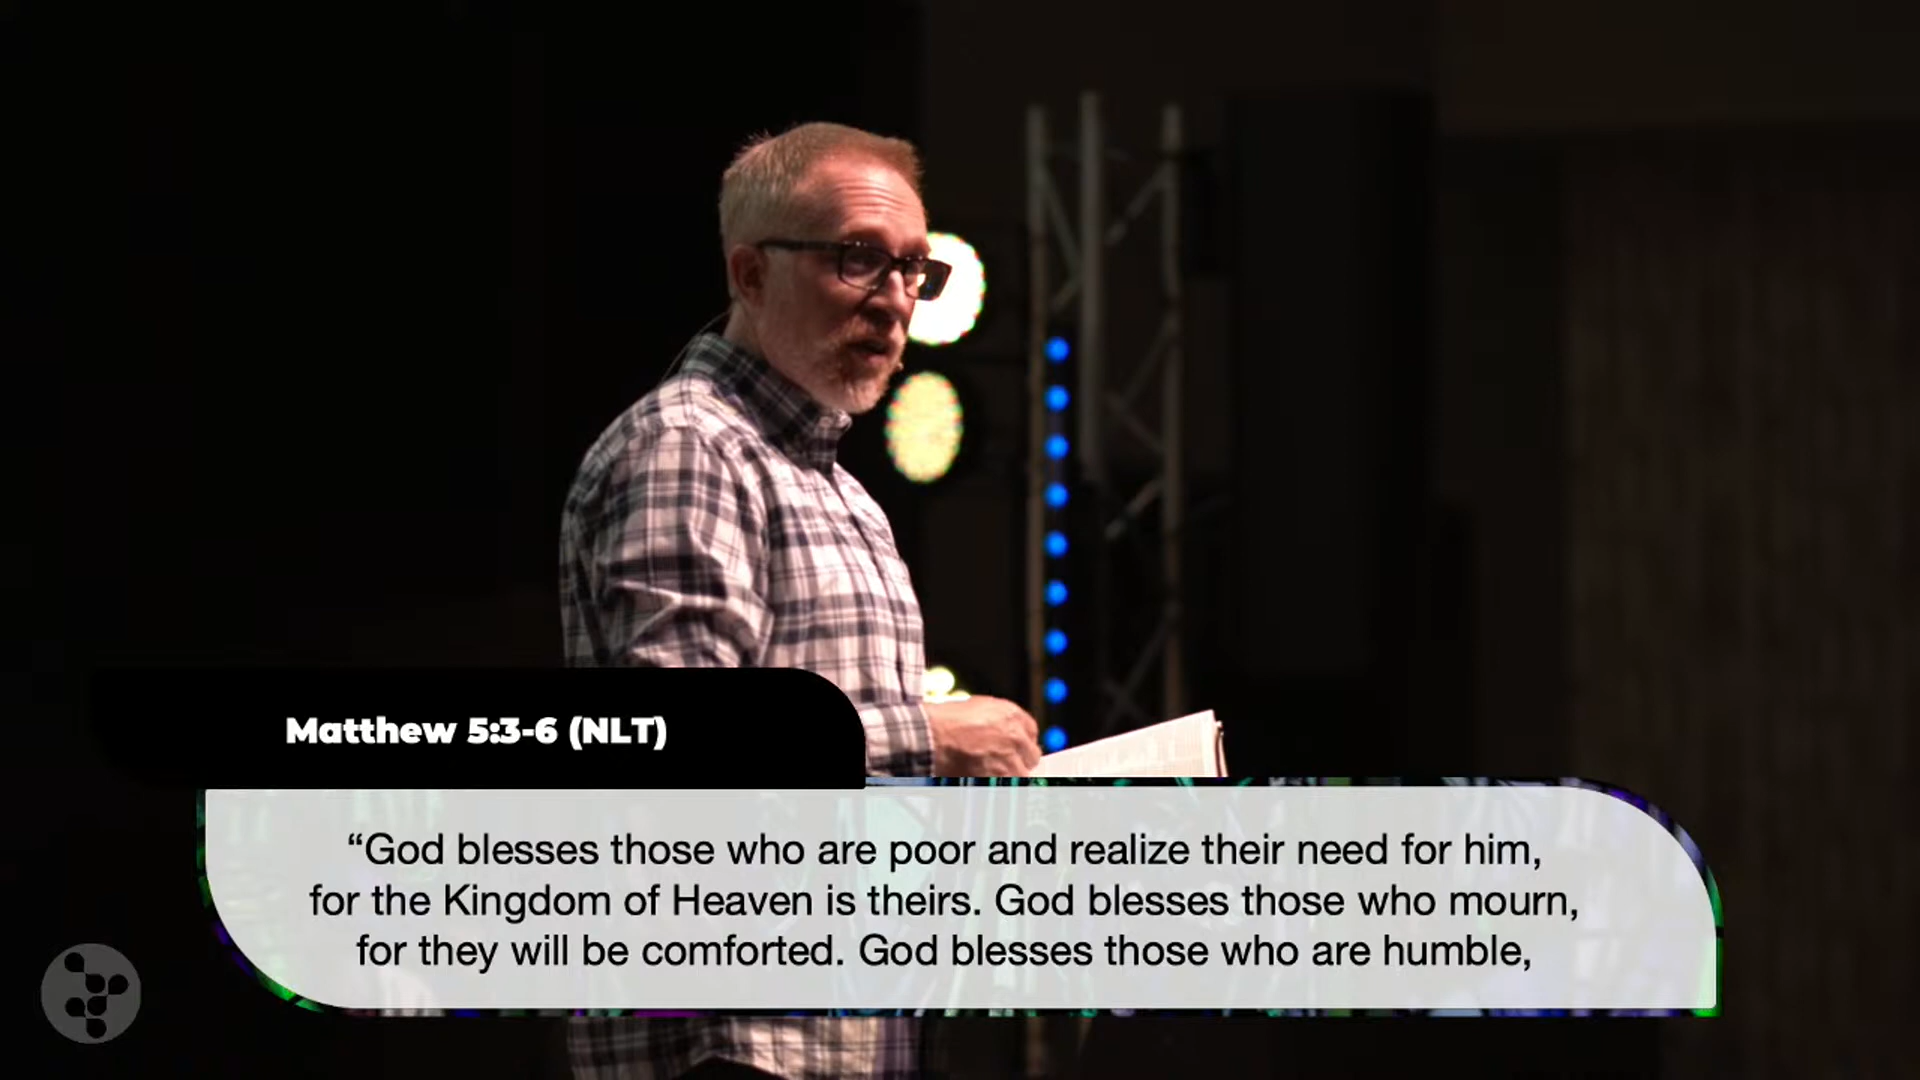 Matthew 5:3-6 (NLT)
“God blesses those who are poor and realize their need for him,
for the Kingdom of Heaven is theirs. God blesses those who mourn,
for they will be comforted. God blesses those who are humble,